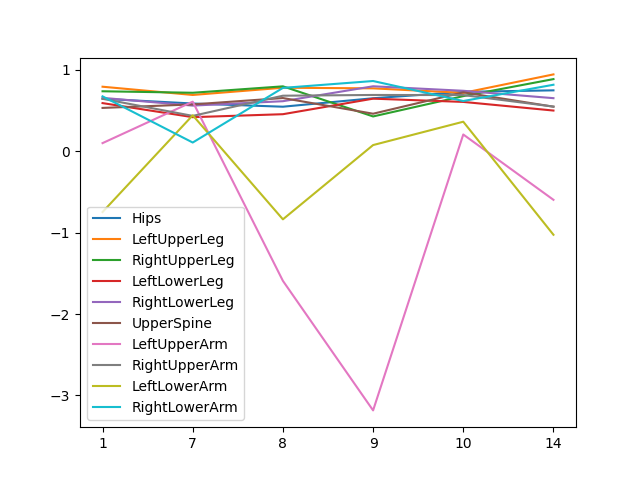 1
0
−1
−2
−3
Hips
LeftUpperLeg
RightUpperLeg
LeftLowerLeg
RightLowerLeg
UpperSpine
LeftUpperArm
RightUpperArm
LeftLowerArm
RightLowerArm
1 7 8 9 10 14